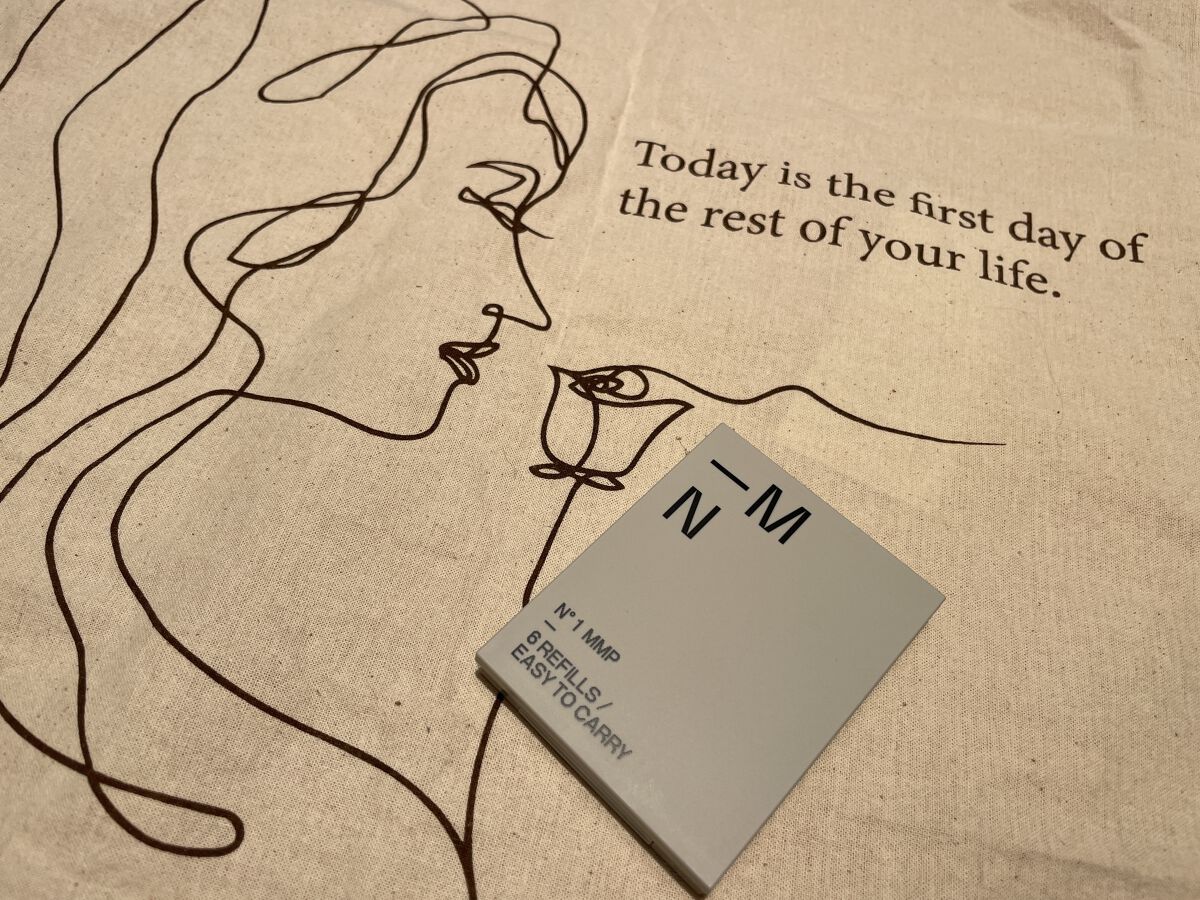 Today is the first day of
the rest of your life.
—M
N
N°1 MMP
—
6 REFILLS /
EASY TO CARRY